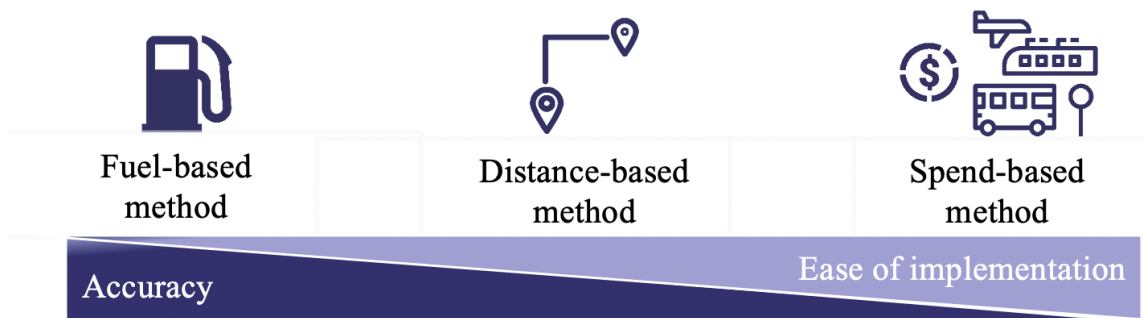 $
Fuel-based
method
Distance-based
method
Spend-based
method
Ease of implementation
Accuracy